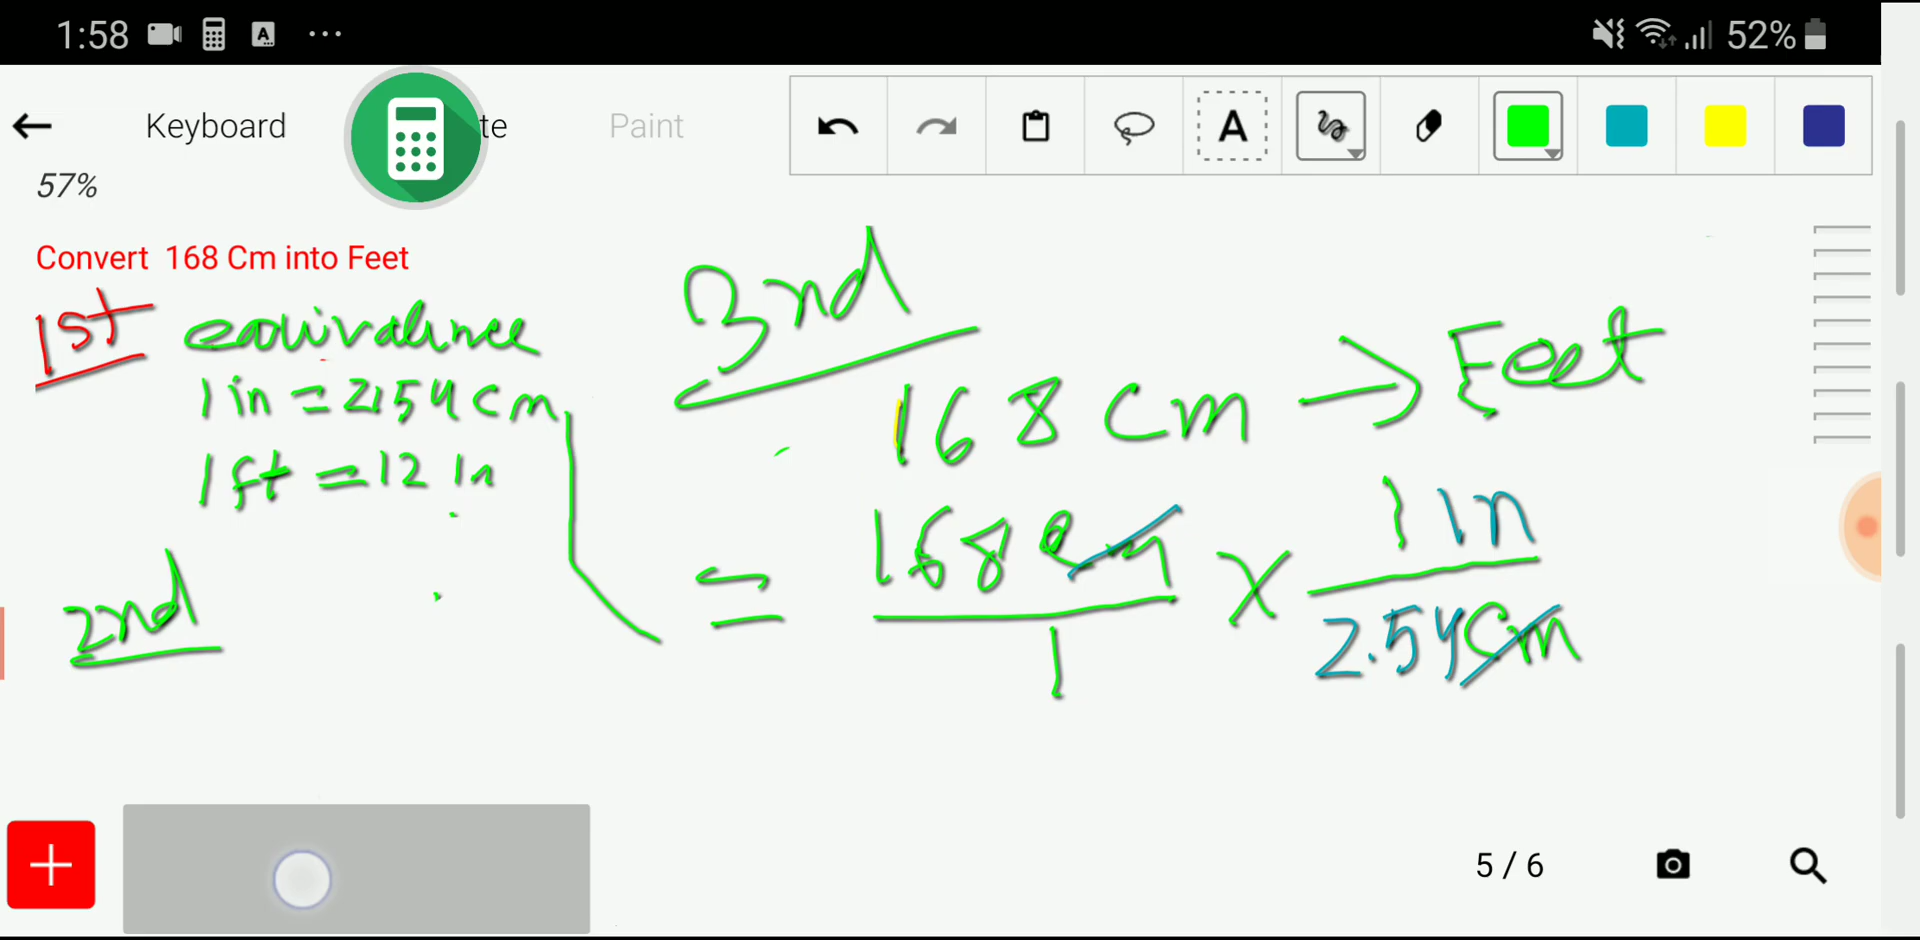 1:58 A ... 52%
Keyboard te Paint A
57%
Convert 168 Cm into Feet
1st equivalence
1 in = 2.54 cm
1 ft = 12 in
2nd
3nd
168 Cm → Feet
= 168 cm / 1 X 1 in / 2.54 cm
5 / 6